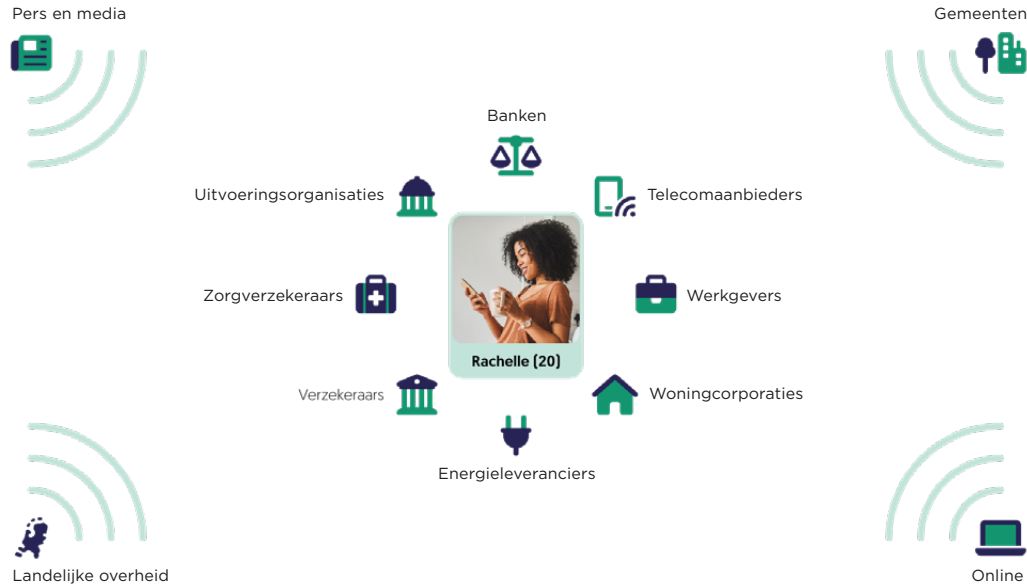 Pers en media
Gemeenten
Banken
Uitvoeringsorganisaties
Telecomaanbieders
Zorgverzekeraars
Werkgevers
Rachelle (20)
Verzekeraars
Woningcorporaties
Energieleveranciers
Landelijke overheid
Online